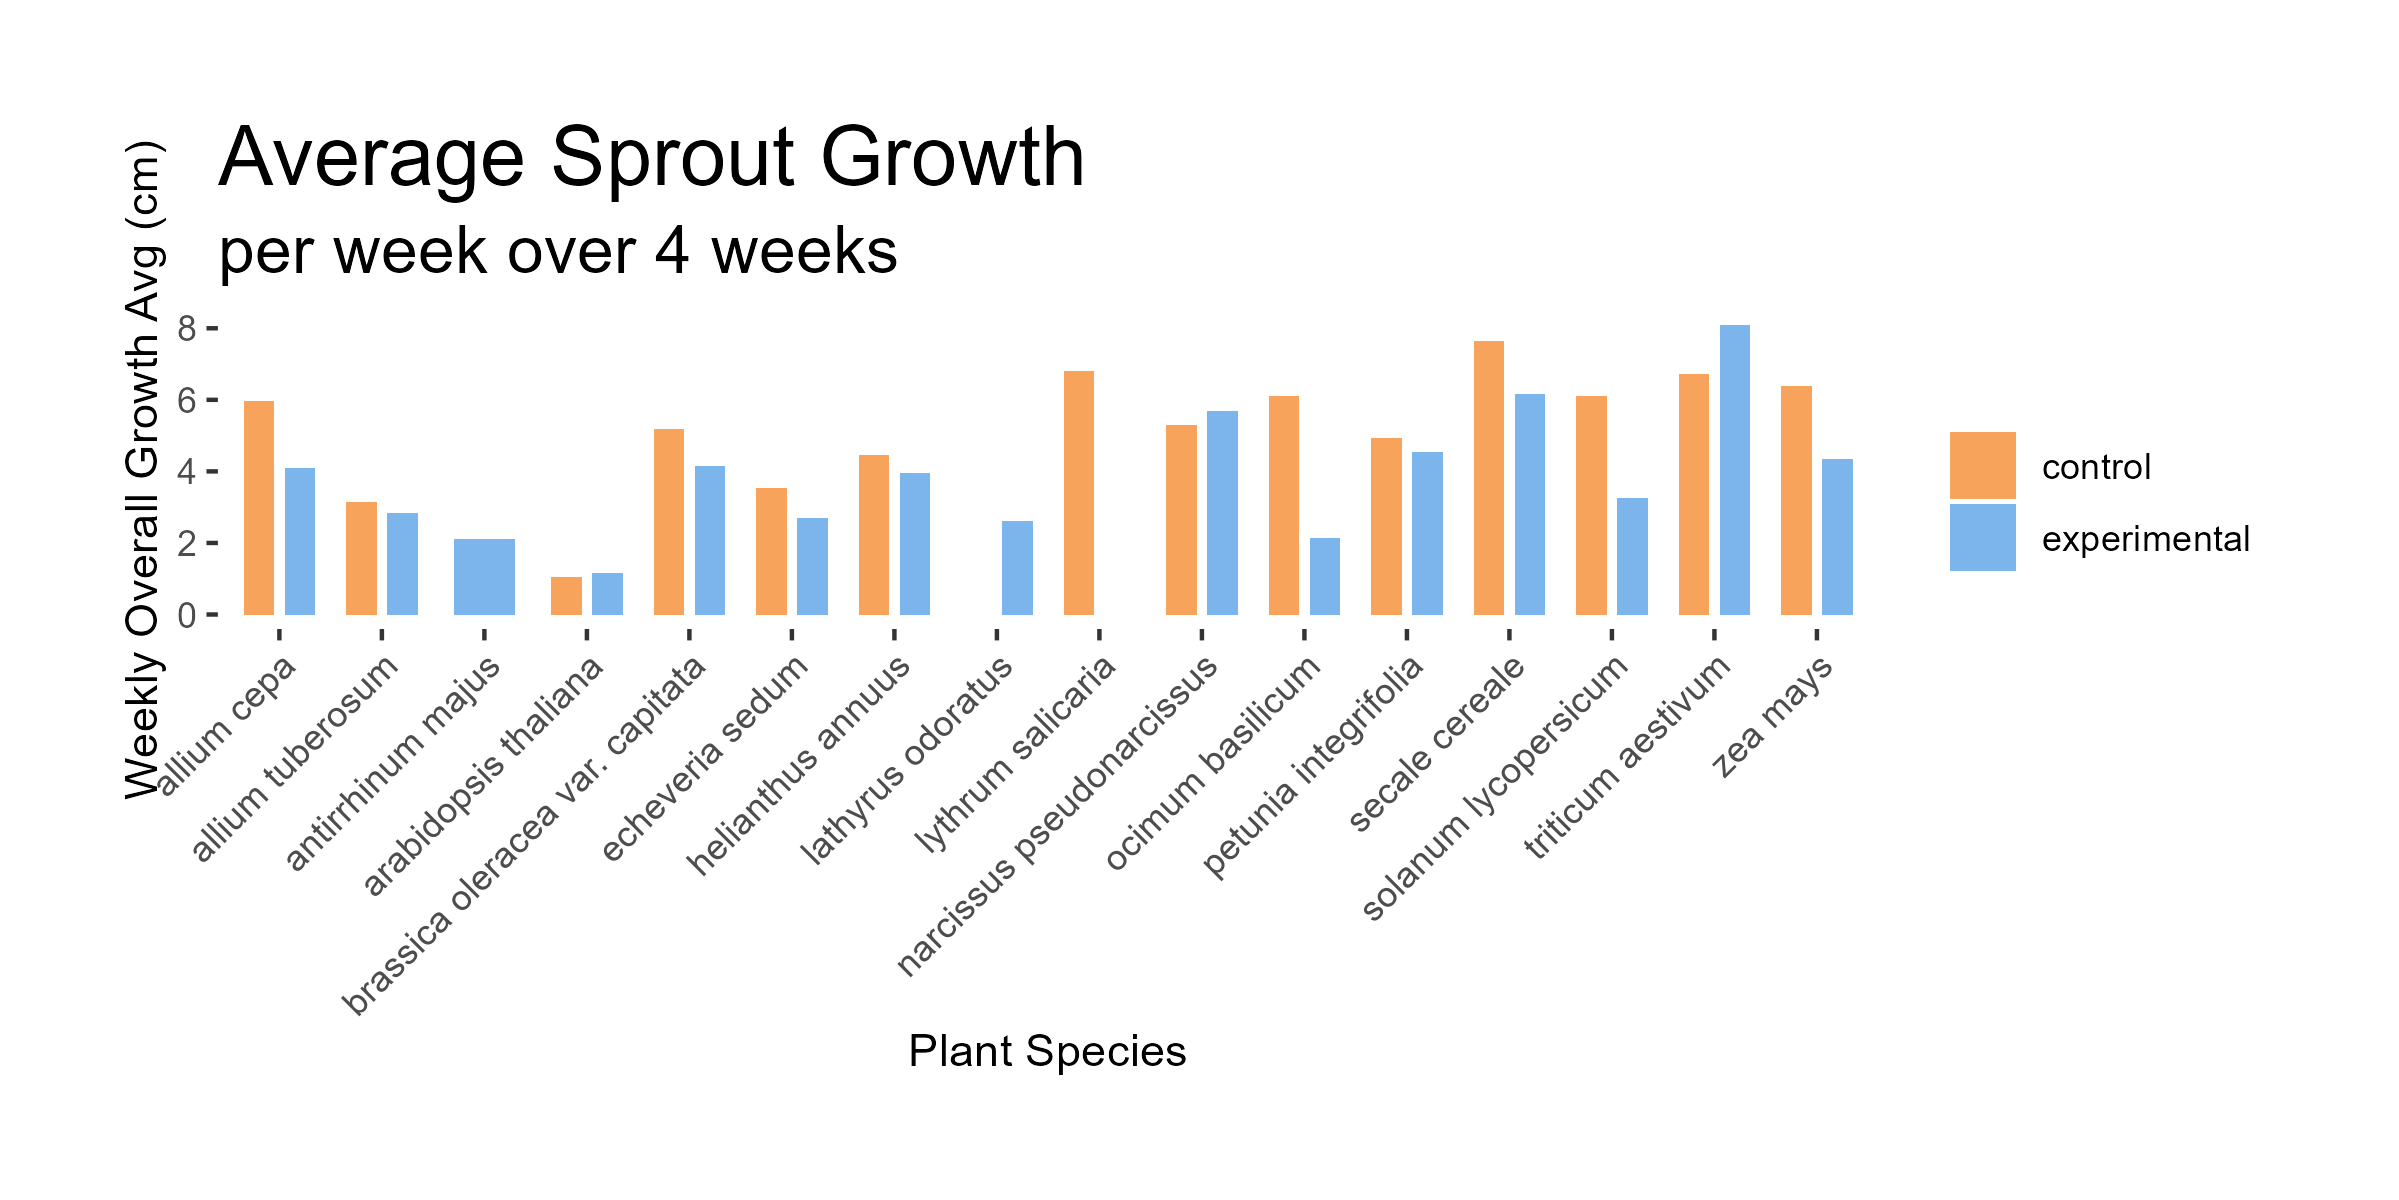 Average Sprout Growth
per week over 4 weeks
Weekly Overall Growth Avg (cm)
8
6
4
2
0
allium cepa
allium tuberosum
antirrhinum majus
arabidopsis thaliana
brassica oleracea var. capitata
echeveria sedum
helianthus annuus
lathyrus odoratus
lythrum salicaria
narcissus pseudonarcissus
ocimum basilicum
petunia integrifolia
secale cereale
solanum lycopersicum
triticum aestivum
zea mays
Plant Species
control
experimental